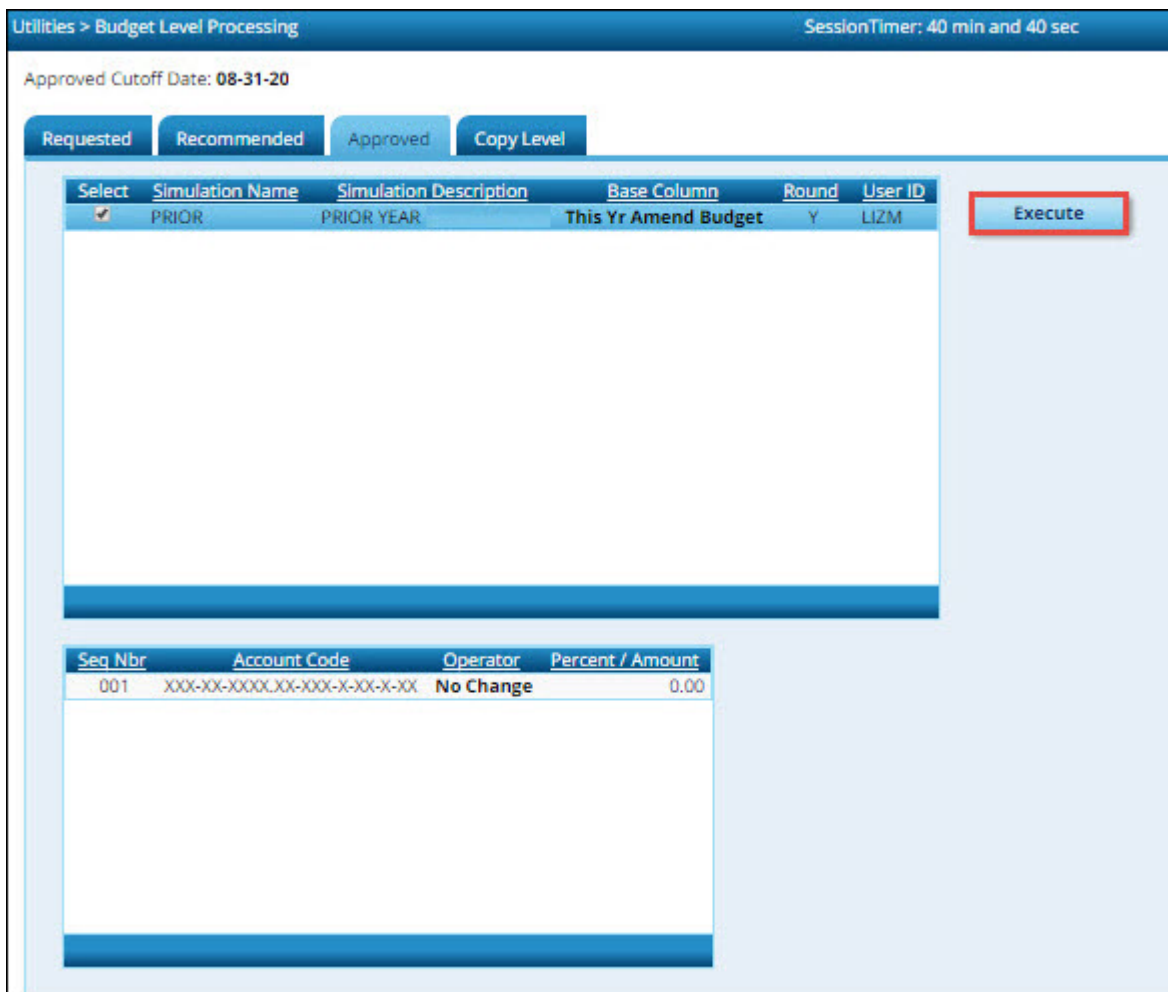 Utilities > Budget Level Processing SessionTimer: 40 min and 40 sec
Approved Cutoff Date: 08-31-20
Requested Recommended Approved Copy Level
Select Simulation Name Simulation Description Base Column Round User ID
PRIOR PRIOR YEAR This Yr Amend Budget Y LIZM
Execute
Seq Nbr Account Code Operator Percent / Amount
001 XXX-XX-XXXX.XX-XXX-X-XX-X-XX No Change 0.00